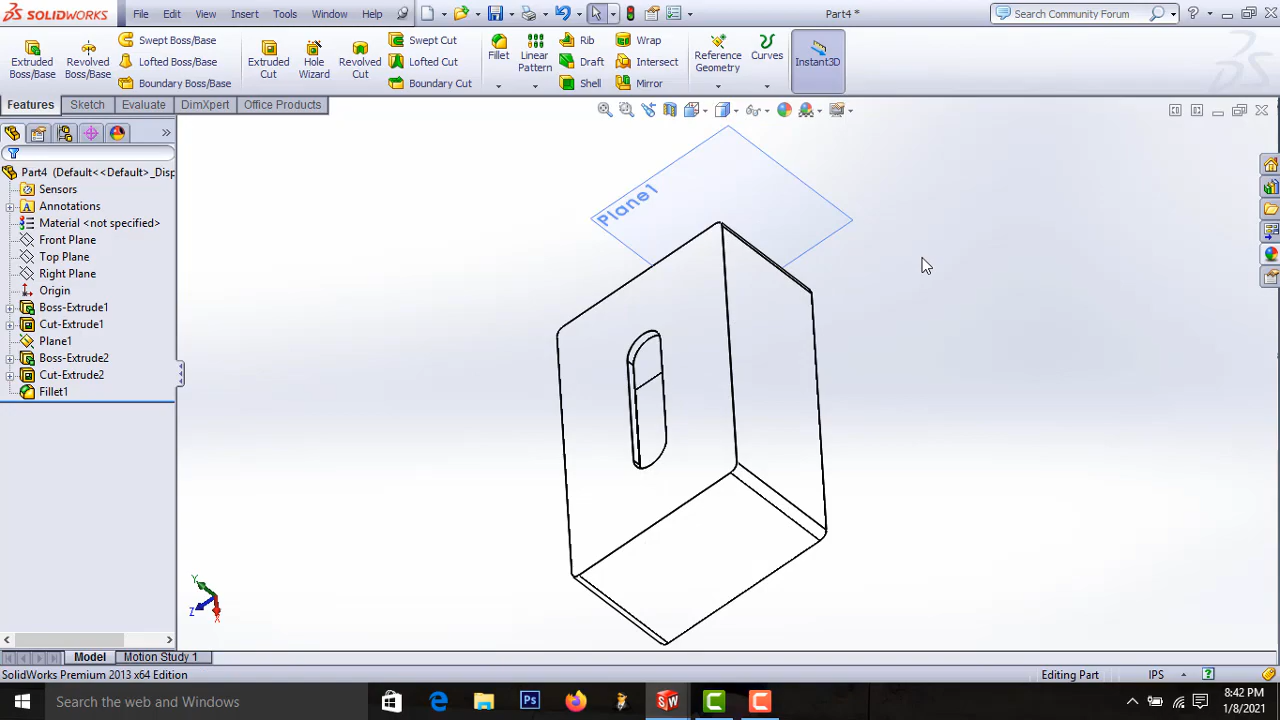 SOLIDWORKS File Edit View Insert Tools Window Help Part4 * Search Community Forum
Extruded Boss/Base Revolved Boss/Base Swept Boss/Base Lofted Boss/Base Boundary Boss/Base Extruded Cut Hole Wizard Revolved Cut Swept Cut Lofted Cut Boundary Cut Fillet Linear Pattern Rib Draft Shell Wrap Intersect Mirror Reference Geometry Curves Instant3D
Features Sketch Evaluate DimXpert Office Products
Part4 (Default<<Default>_Disp
Sensors
Annotations
Material <not specified>
Front Plane
Top Plane
Right Plane
Origin
Boss-Extrude1
Cut-Extrude1
Plane1
Boss-Extrude2
Cut-Extrude2
Fillet1
Plane1
Y
Z
X
Model Motion Study 1
SolidWorks Premium 2013 x64 Edition Editing Part IPS
Search the web and Windows
8:42 PM
1/8/2021